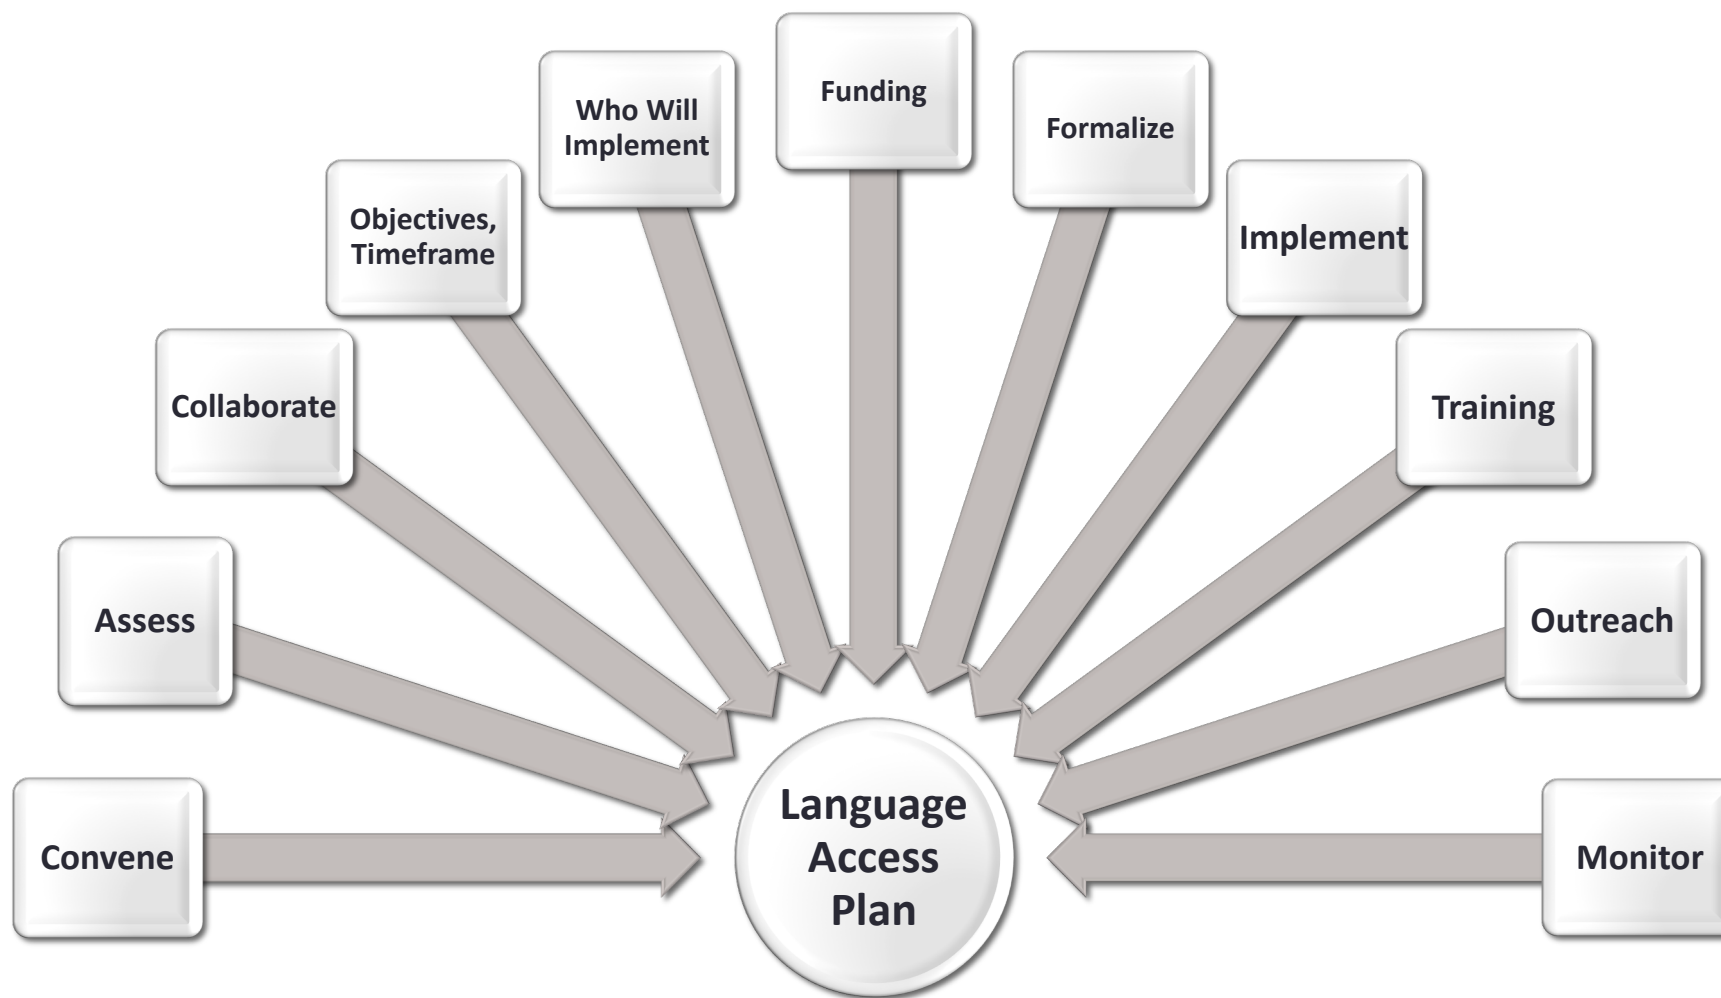 Convene
Assess
Collaborate
Objectives,
Timeframe
Who Will
Implement
Funding
Formalize
Implement
Training
Outreach
Monitor
Language
Access
Plan